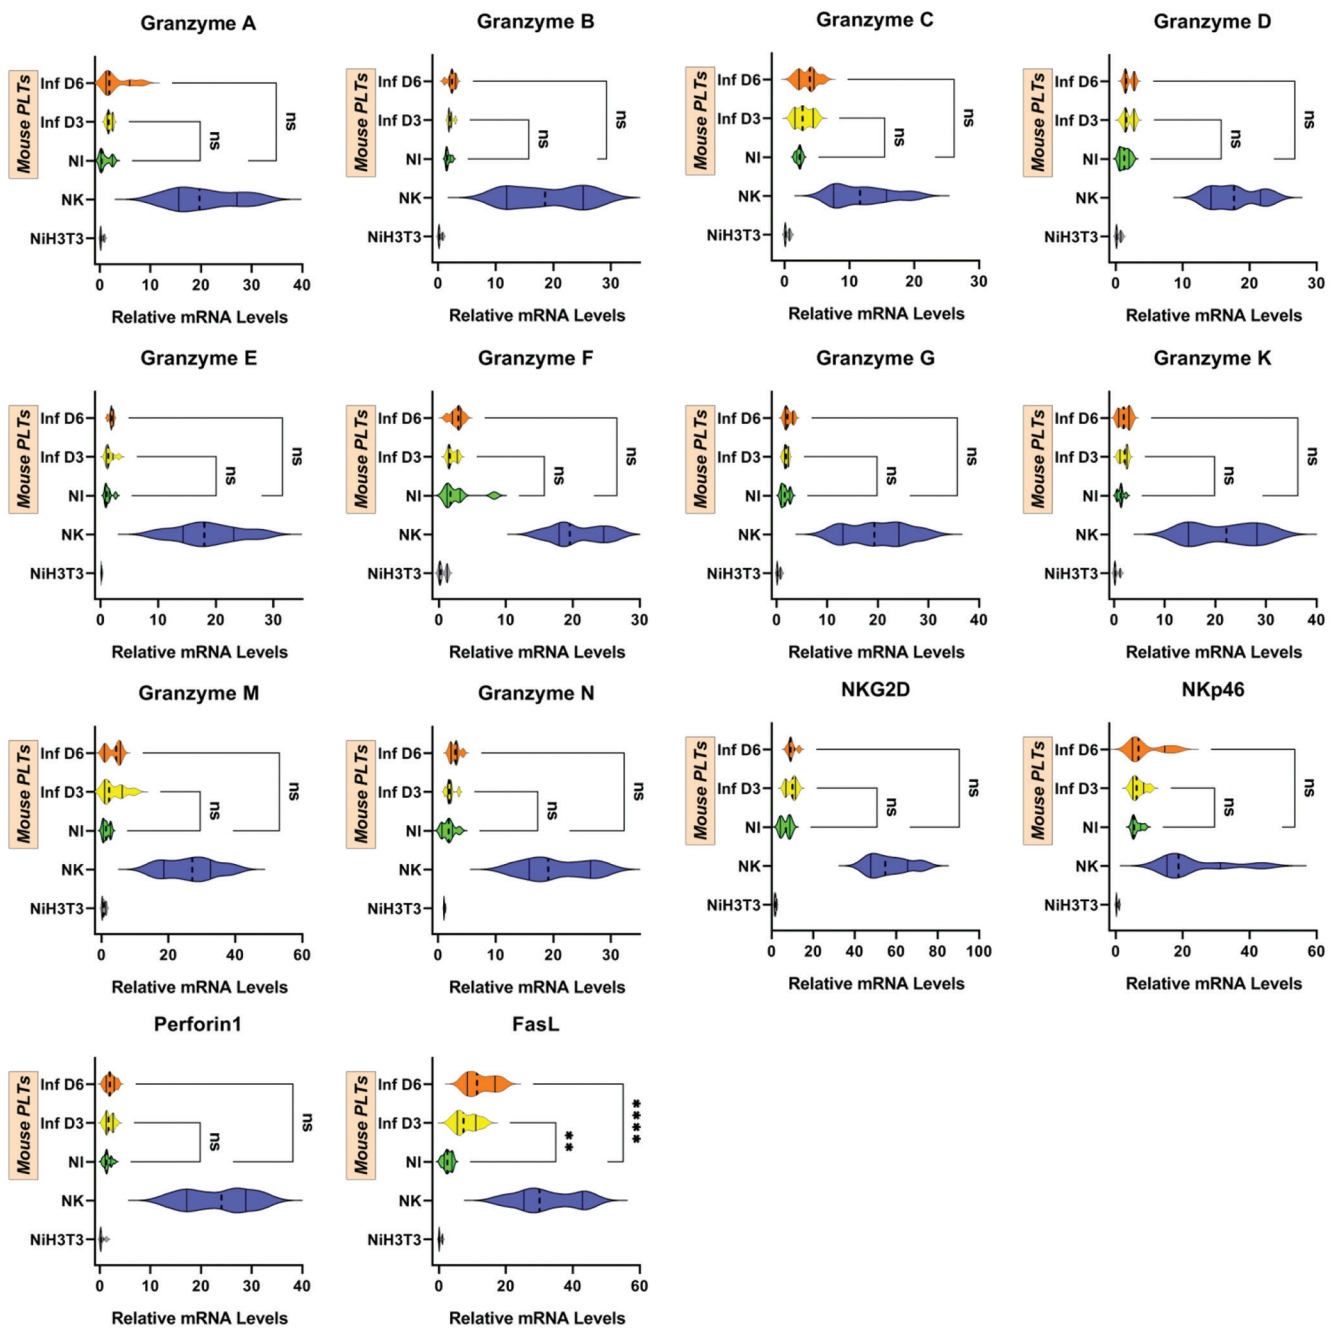 Granzyme A
Mouse PLTs
Inf D6
Inf D3
NI
NK
NiH3T3
ns
ns
0 10 20 30 40
Relative mRNA Levels
Granzyme B
Mouse PLTs
Inf D6
Inf D3
NI
NK
NiH3T3
ns
ns
0 10 20 30
Relative mRNA Levels
Granzyme C
Mouse PLTs
Inf D6
Inf D3
NI
NK
NiH3T3
ns
ns
0 10 20 30
Relative mRNA Levels
Granzyme D
Mouse PLTs
Inf D6
Inf D3
NI
NK
NiH3T3
ns
ns
0 10 20 30
Relative mRNA Levels
Granzyme E
Mouse PLTs
Inf D6
Inf D3
NI
NK
NiH3T3
ns
ns
0 10 20 30
Relative mRNA Levels
Granzyme F
Mouse PLTs
Inf D6
Inf D3
NI
NK
NiH3T3
ns
ns
0 10 20 30
Relative mRNA Levels
Granzyme G
Mouse PLTs
Inf D6
Inf D3
NI
NK
NiH3T3
ns
ns
0 10 20 30 40
Relative mRNA Levels
Granzyme K
Mouse PLTs
Inf D6
Inf D3
NI
NK
NiH3T3
ns
ns
0 10 20 30 40
Relative mRNA Levels
Granzyme M
Mouse PLTs
Inf D6
Inf D3
NI
NK
NiH3T3
ns
ns
0 20 40 60
Relative mRNA Levels
Granzyme N
Mouse PLTs
Inf D6
Inf D3
NI
NK
NiH3T3
ns
ns
0 10 20 30
Relative mRNA Levels
NKG2D
Mouse PLTs
Inf D6
Inf D3
NI
NK
NiH3T3
ns
ns
0 20 40 60 80 100
Relative mRNA Levels
NKp46
Mouse PLTs
Inf D6
Inf D3
NI
NK
NiH3T3
ns
ns
0 20 40 60
Relative mRNA Levels
Perforin1
Mouse PLTs
Inf D6
Inf D3
NI
NK
NiH3T3
ns
ns
0 10 20 30 40
Relative mRNA Levels
FasL
Mouse PLTs
Inf D6
Inf D3
NI
NK
NiH3T3
**
****
0 20 40 60
Relative mRNA Levels